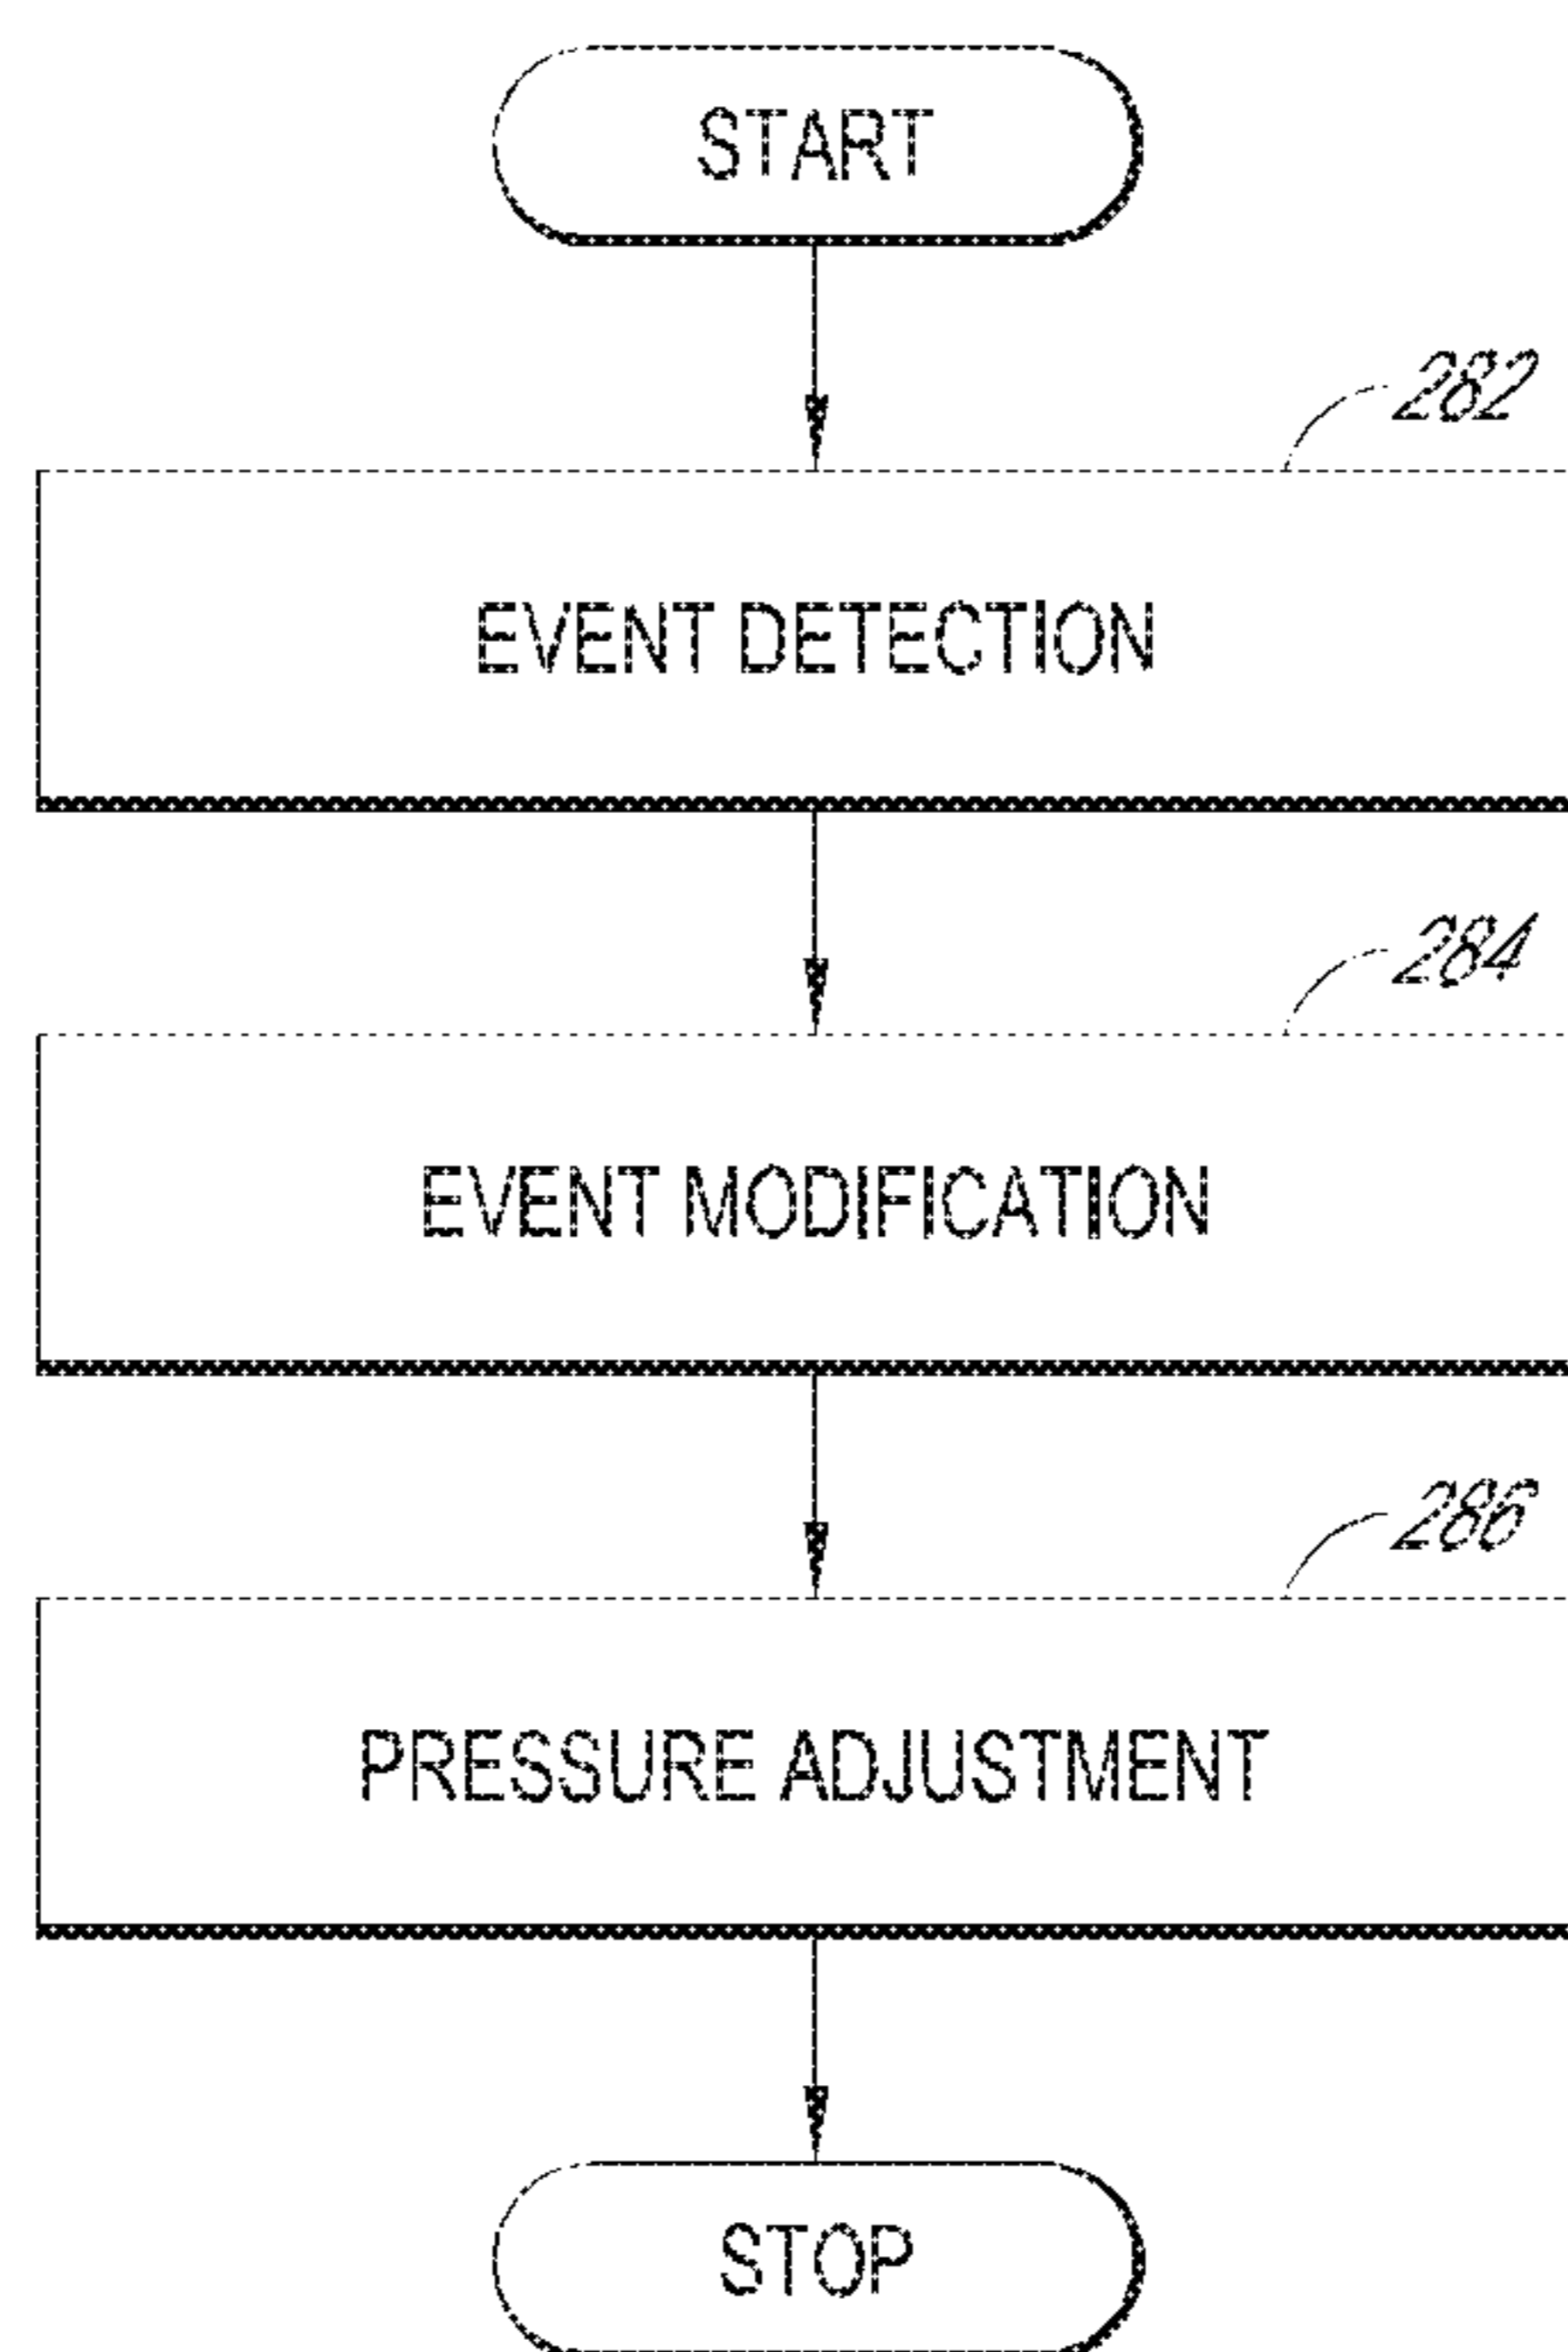 START
282
EVENT DETECTION
284
EVENT MODIFICATION
286
PRESSURE ADJUSTMENT
STOP